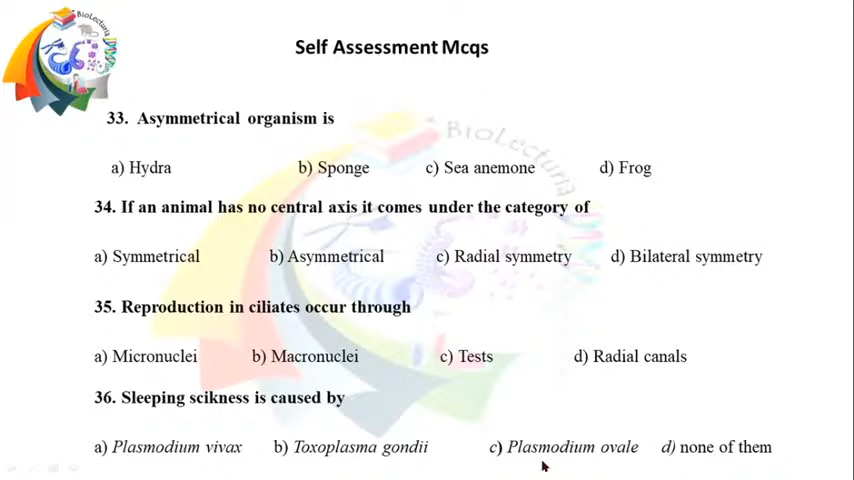 BioLecturia
Self Assessment Mcqs
33. Asymmetrical organism is
a) Hydra b) Sponge c) Sea anemone d) Frog
34. If an animal has no central axis it comes under the category of
a) Symmetrical b) Asymmetrical c) Radial symmetry d) Bilateral symmetry
35. Reproduction in ciliates occur through
a) Micronuclei b) Macronuclei c) Tests d) Radial canals
36. Sleeping scikness is caused by
a) Plasmodium vivax b) Toxoplasma gondii c) Plasmodium ovale d) none of them